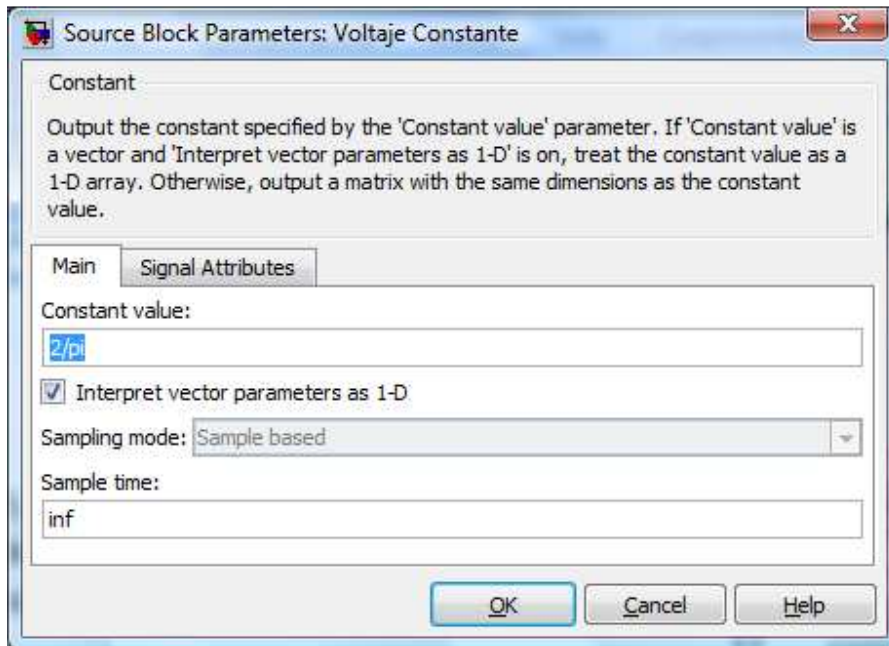 Source Block Parameters: Voltaje Constante
Constant
Output the constant specified by the 'Constant value' parameter. If 'Constant value' is
a vector and 'Interpret vector parameters as 1-D' is on, treat the constant value as a
1-D array. Otherwise, output a matrix with the same dimensions as the constant
value.
Main Signal Attributes
Constant value:
2/pi
Interpret vector parameters as 1-D
Sampling mode: Sample based
Sample time:
inf
OK Cancel Help